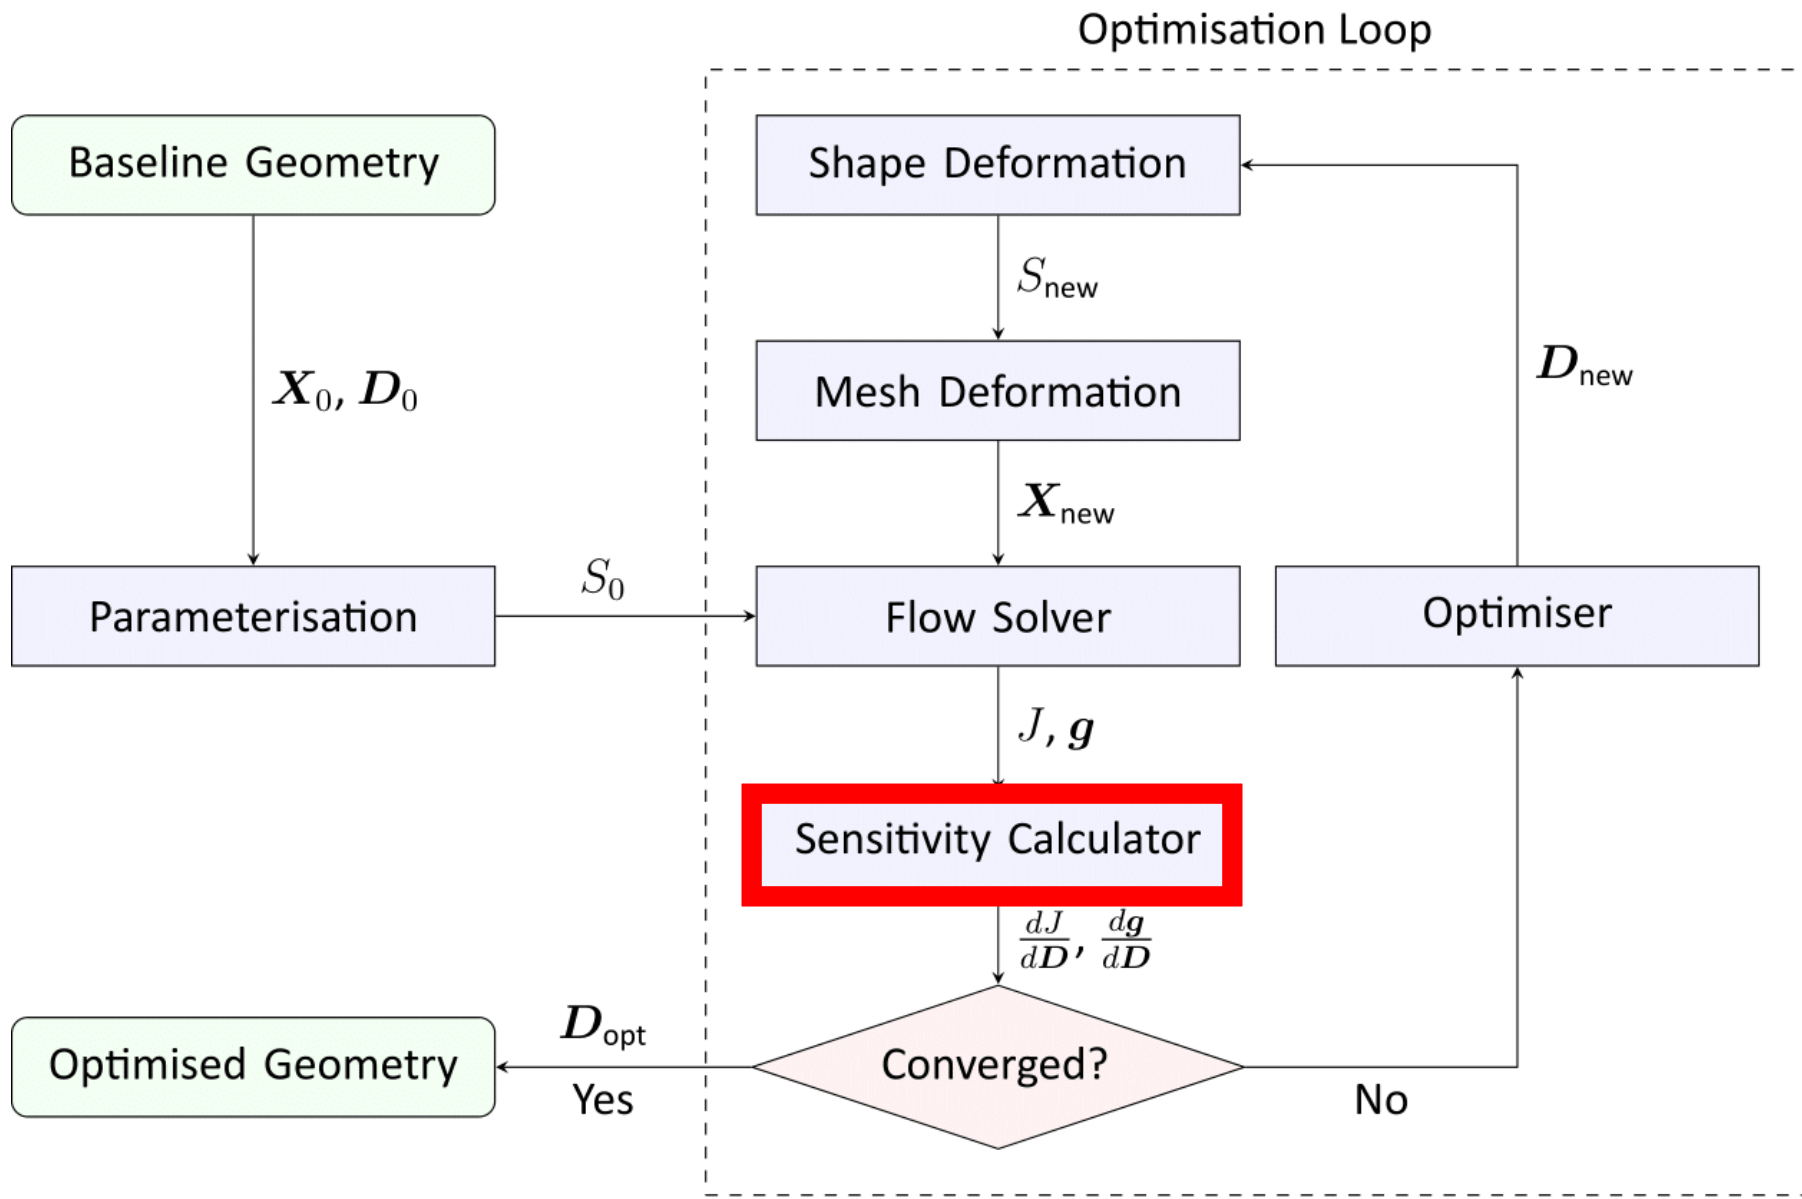 Optimisation Loop
Baseline Geometry
Shape Deformation
S_new
Mesh Deformation
X_0, D_0
D_new
X_new
Parameterisation
S_0
Flow Solver
Optimiser
J, g
Sensitivity Calculator
dJ/dD, dg/dD
D_opt
Optimised Geometry
Converged?
Yes
No